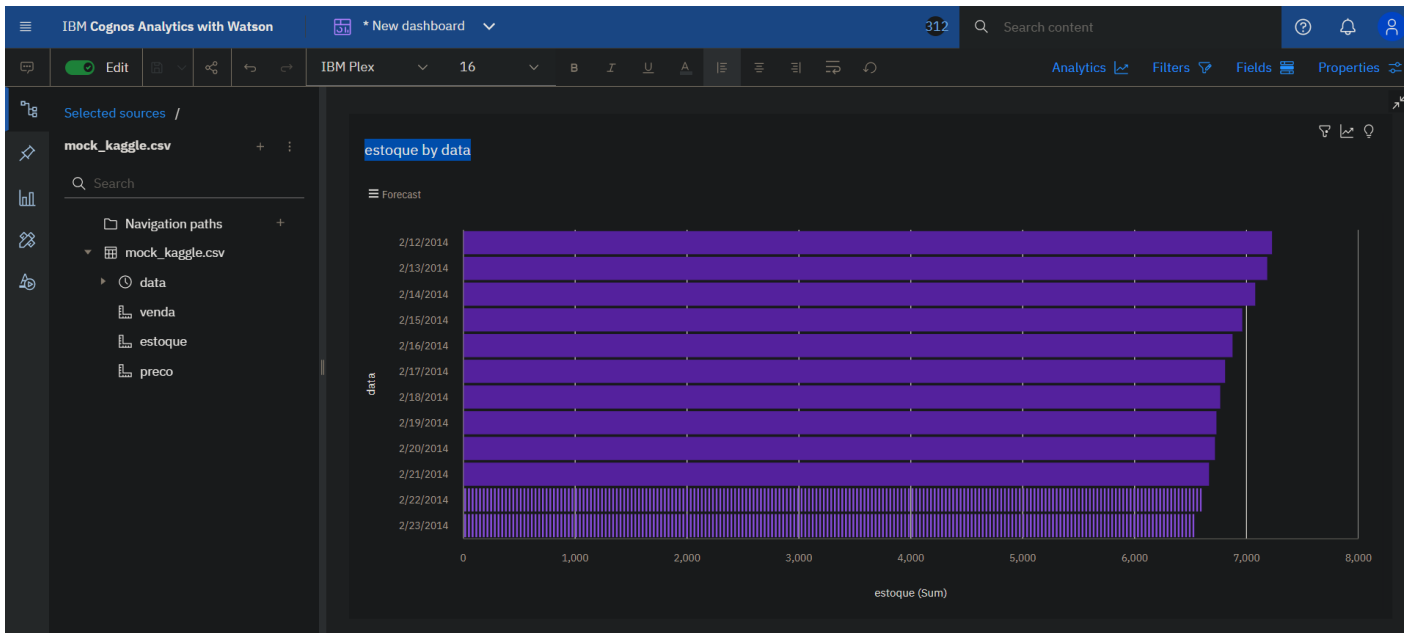 IBM Cognos Analytics with Watson
* New dashboard
312
Search content
Edit
IBM Plex
16
B I U A
Analytics
Filters
Fields
Properties
Selected sources /
mock_kaggle.csv
Search
Navigation paths
mock_kaggle.csv
data
venda
estoque
preco
estoque by data
Forecast
data
2/12/2014
2/13/2014
2/14/2014
2/15/2014
2/16/2014
2/17/2014
2/18/2014
2/19/2014
2/20/2014
2/21/2014
2/22/2014
2/23/2014
0 1,000 2,000 3,000 4,000 5,000 6,000 7,000 8,000
estoque (Sum)